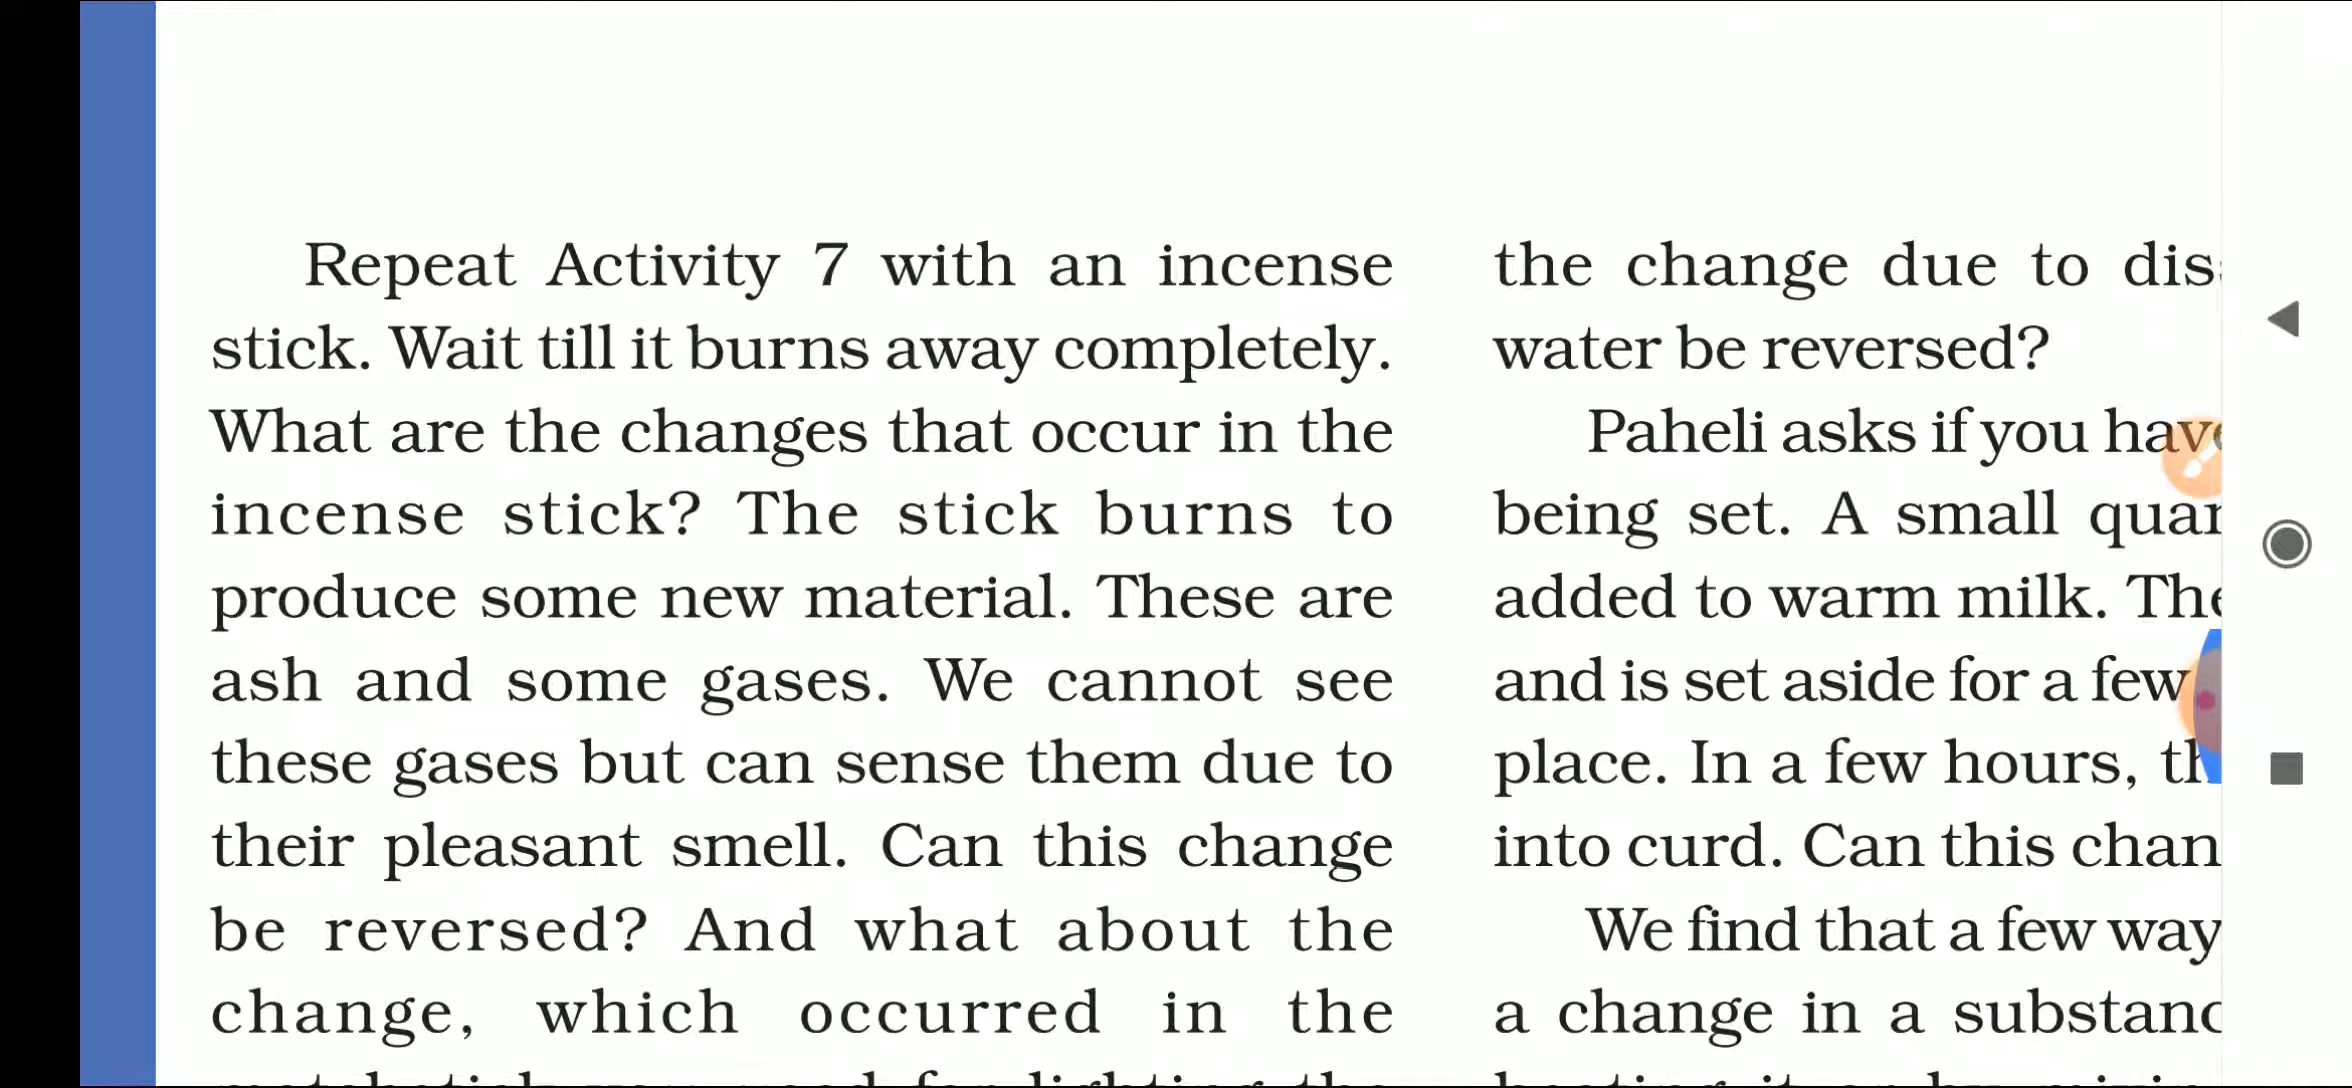 Repeat Activity 7 with an incense
stick. Wait till it burns away completely.
What are the changes that occur in the
incense stick? The stick burns to
produce some new material. These are
ash and some gases. We cannot see
these gases but can sense them due to
their pleasant smell. Can this change
be reversed? And what about the
change, which occurred in the
the change due to
water be reversed?
Paheli asks if you
being set. A small
added to warm milk.
and is set aside for a few
place. In a few hours,
into curd. Can this
We find that a few
a change in a